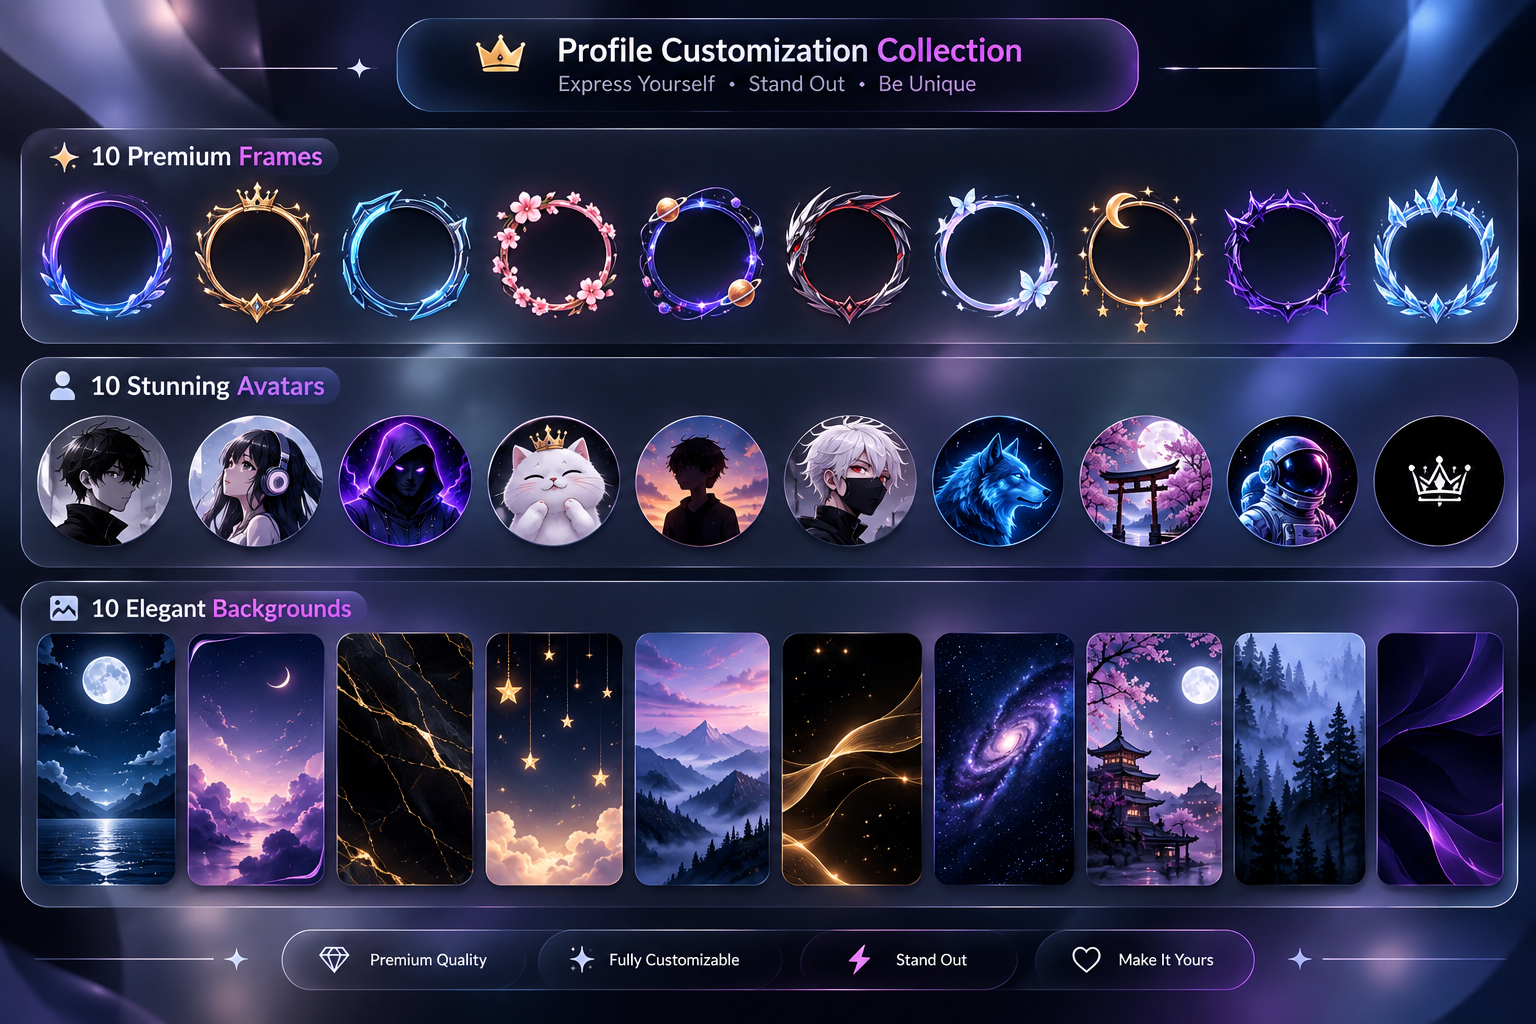 Profile Customization Collection
Express Yourself • Stand Out • Be Unique
10 Premium Frames
10 Stunning Avatars
10 Elegant Backgrounds
Premium Quality
Fully Customizable
Stand Out
Make It Yours